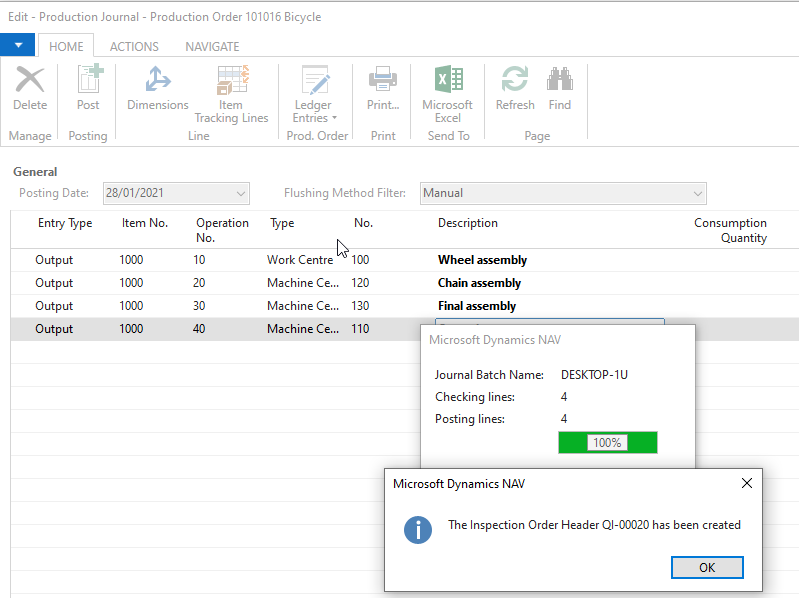 Edit - Production Journal - Production Order 101016 Bicycle
HOME ACTIONS NAVIGATE
Delete Post Dimensions Item Tracking Lines Ledger Entries Print... Microsoft Excel Refresh Find
Manage Posting Line Prod. Order Print Send To Page
General
Posting Date: 28/01/2021 Flushing Method Filter: Manual
Entry Type Item No. Operation No. Type No. Description Consumption Quantity
Output 1000 10 Work Centre 100 Wheel assembly
Output 1000 20 Machine Ce... 120 Chain assembly
Output 1000 30 Machine Ce... 130 Final assembly
Output 1000 40 Machine Ce... 110
Microsoft Dynamics NAV
Journal Batch Name: DESKTOP-1U
Checking lines: 4
Posting lines: 4
100%
Microsoft Dynamics NAV
The Inspection Order Header QI-00020 has been created
OK